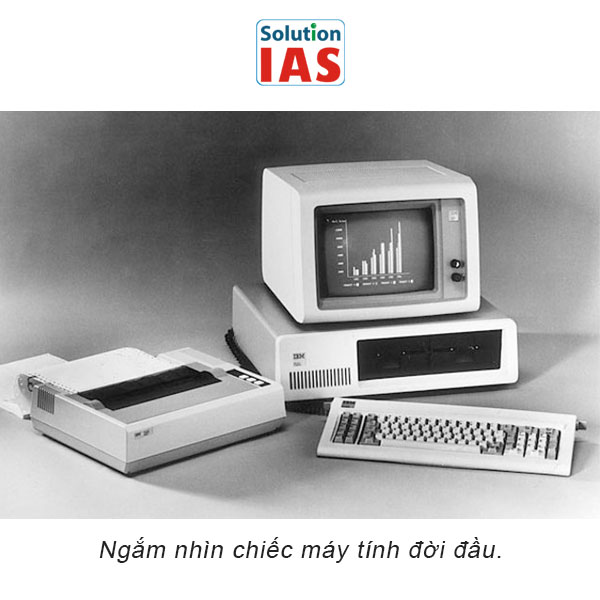 Solution
IAS
IBM
Ngắm nhìn chiếc máy tính đời đầu.